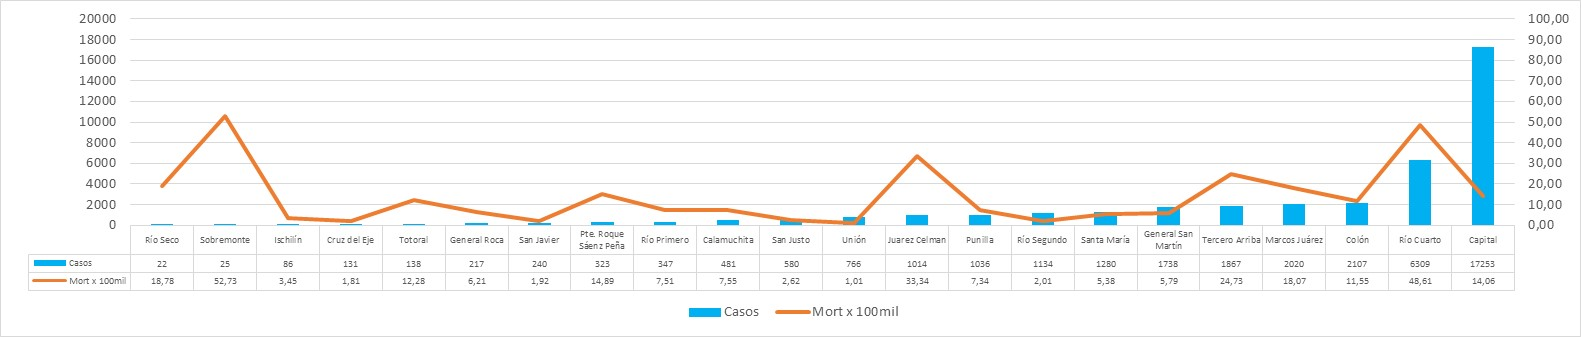 20000 100,00
18000 90,00
16000 80,00
14000 70,00
12000 60,00
10000 50,00
8000 40,00
6000 30,00
4000 20,00
2000 10,00
0 0,00
Río Seco Sobremonte Ischilín Cruz del Eje Totoral General Roca San Javier Pte. Roque Sáenz Peña Río Primero Calamuchita San Justo Unión Juarez Celman Punilla Río Segundo Santa María General San Martín Tercero Arriba Marcos Juárez Colón Río Cuarto Capital
Casos 22 25 86 131 138 217 240 323 347 481 580 766 1014 1036 1134 1280 1738 1867 2020 2107 6309 17253
Mort x 100mil 18,78 52,73 3,45 1,81 12,28 6,21 1,92 14,89 7,51 7,55 2,62 1,01 33,34 7,34 2,01 5,38 5,79 24,73 18,07 11,55 48,61 14,06
Casos Mort x 100mil